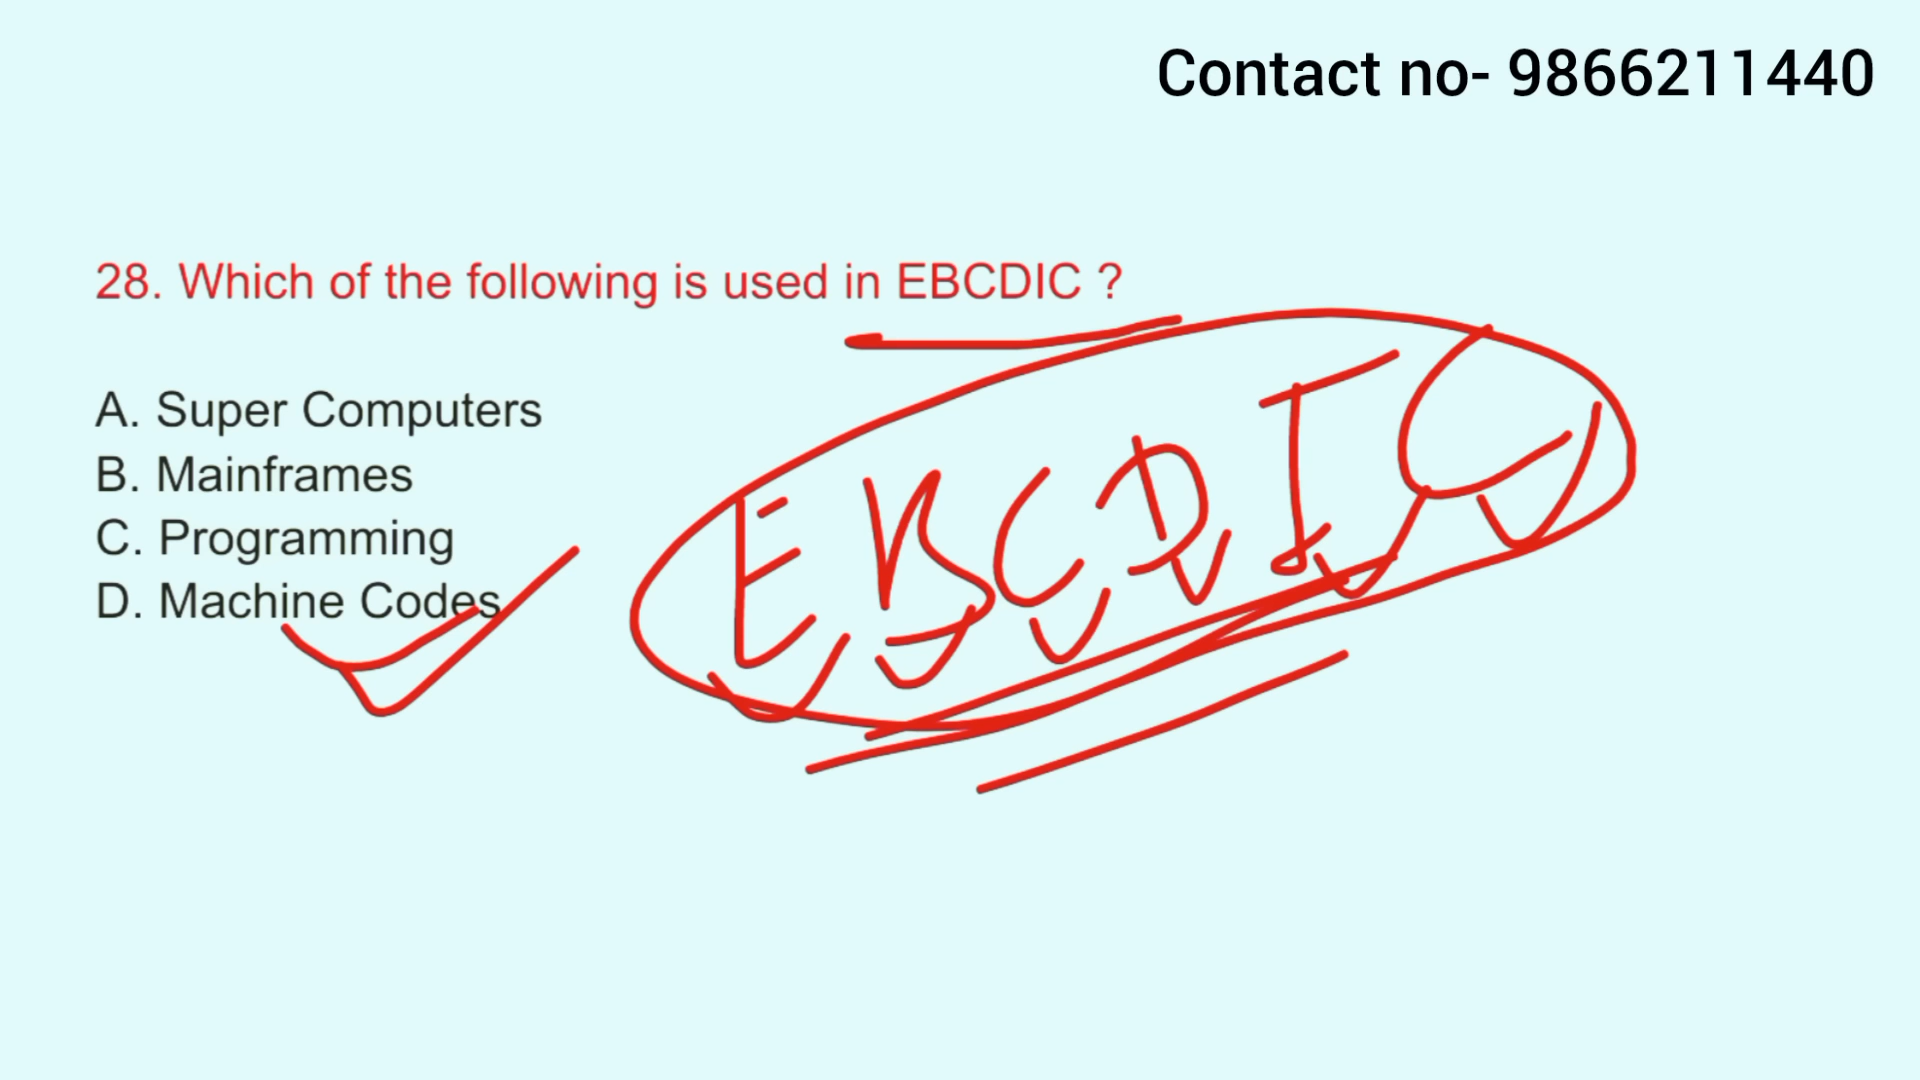 Contact no- 9866211440
28. Which of the following is used in EBCDIC ?
A. Super Computers
B. Mainframes
C. Programming
D. Machine Codes
EBCDIC